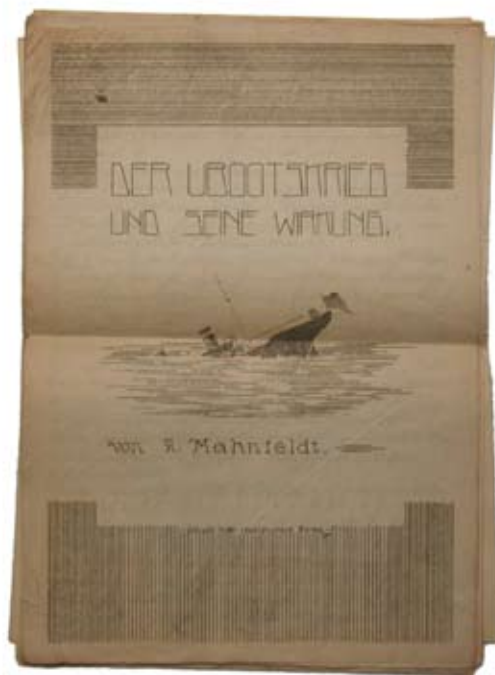 DER UBOOTSKRIEG
UND SEINE WIRKUNG.
von R. Mahnfeldt.